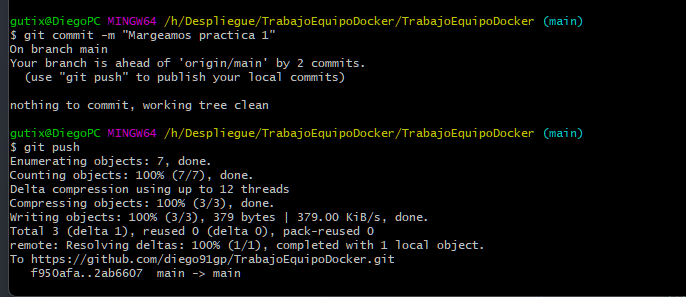 gutix@DiegoPC MINGW64 /h/Despliegue/TrabajoEquipoDocker/TrabajoEquipoDocker (main)
$ git commit -m "Margeamos practica 1"
On branch main
Your branch is ahead of 'origin/main' by 2 commits.
  (use "git push" to publish your local commits)

nothing to commit, working tree clean

gutix@DiegoPC MINGW64 /h/Despliegue/TrabajoEquipoDocker/TrabajoEquipoDocker (main)
$ git push
Enumerating objects: 7, done.
Counting objects: 100% (7/7), done.
Delta compression using up to 12 threads
Compressing objects: 100% (3/3), done.
Writing objects: 100% (3/3), 379 bytes | 379.00 KiB/s, done.
Total 3 (delta 1), reused 0 (delta 0), pack-reused 0
remote: Resolving deltas: 100% (1/1), completed with 1 local object.
To https://github.com/diego91gp/TrabajoEquipoDocker.git
   f950afa..2ab6607  main -> main